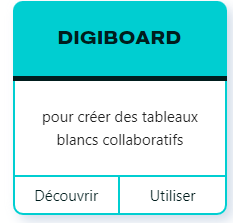 DIGIBOARD
pour créer des tableaux
blancs collaboratifs
Découvrir Utiliser